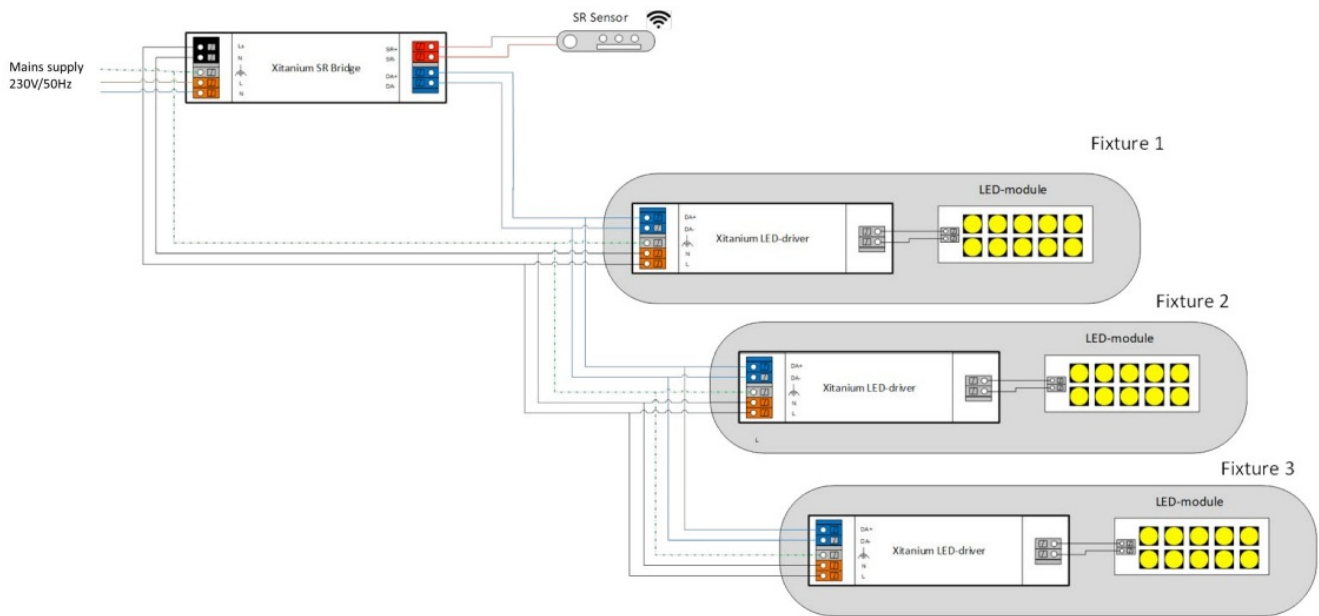 SR Sensor
Mains supply
230V/50Hz
Ls
N
L
N
Xitanium SR Bridge
SR+
SR-
DA+
DA-
Fixture 1
LED-module
DA+
DA-
N
L
Xitanium LED-driver
Fixture 2
LED-module
DA+
DA-
N
L
Xitanium LED-driver
L
Fixture 3
LED-module
DA+
DA-
N
L
Xitanium LED-driver